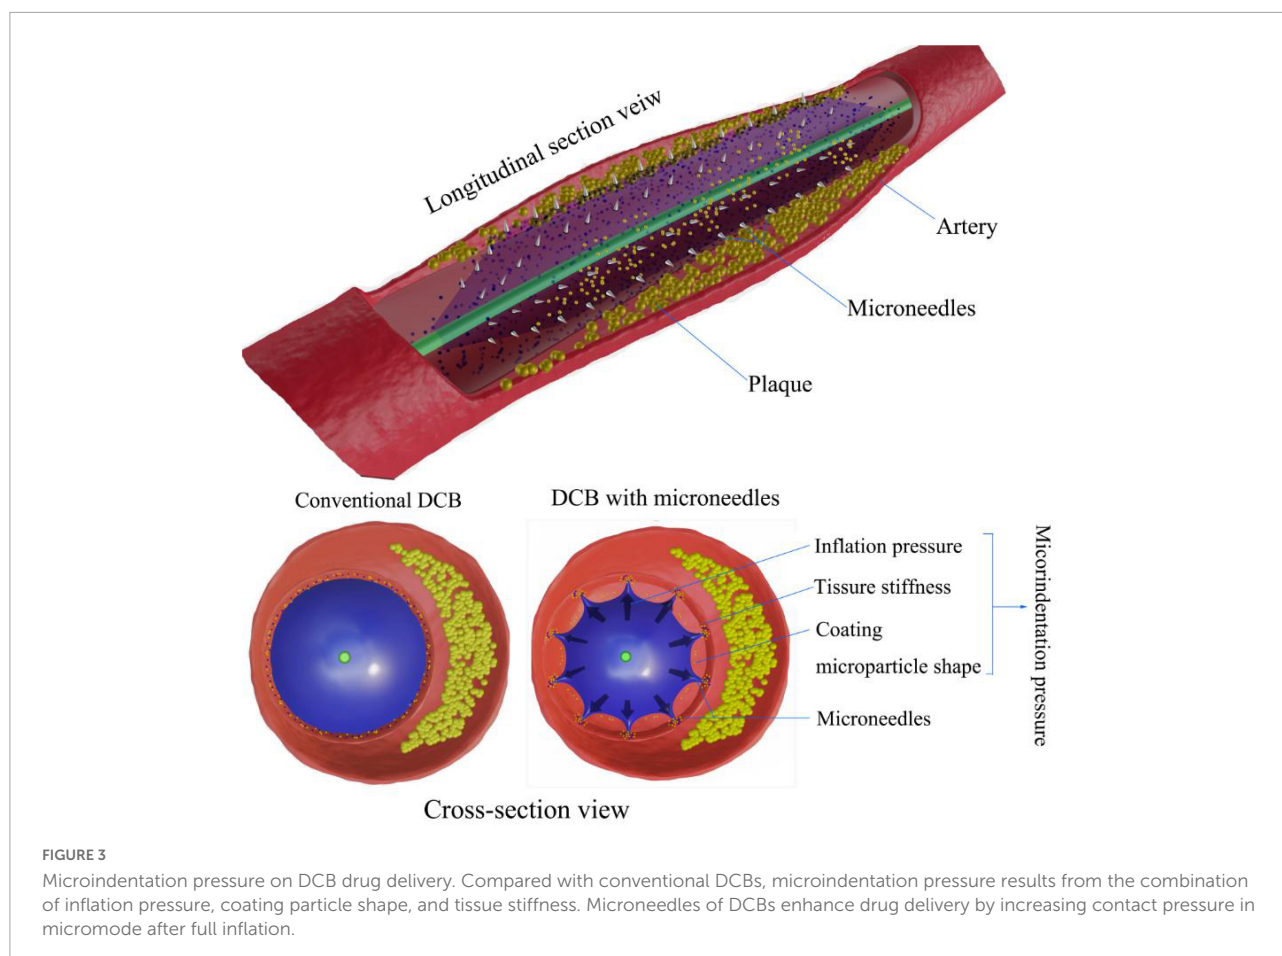 Longitudinal section veiw
Artery
Microneedles
Plaque
Conventional DCB
DCB with microneedles
Inflation pressure
Tissure stiffness
Coating
microparticle shape
Microneedles
Micorindentation pressure
Cross-section view
FIGURE 3
Microindentation pressure on DCB drug delivery. Compared with conventional DCBs, microindentation pressure results from the combination
of inflation pressure, coating particle shape, and tissue stiffness. Microneedles of DCBs enhance drug delivery by increasing contact pressure in
micromode after full inflation.